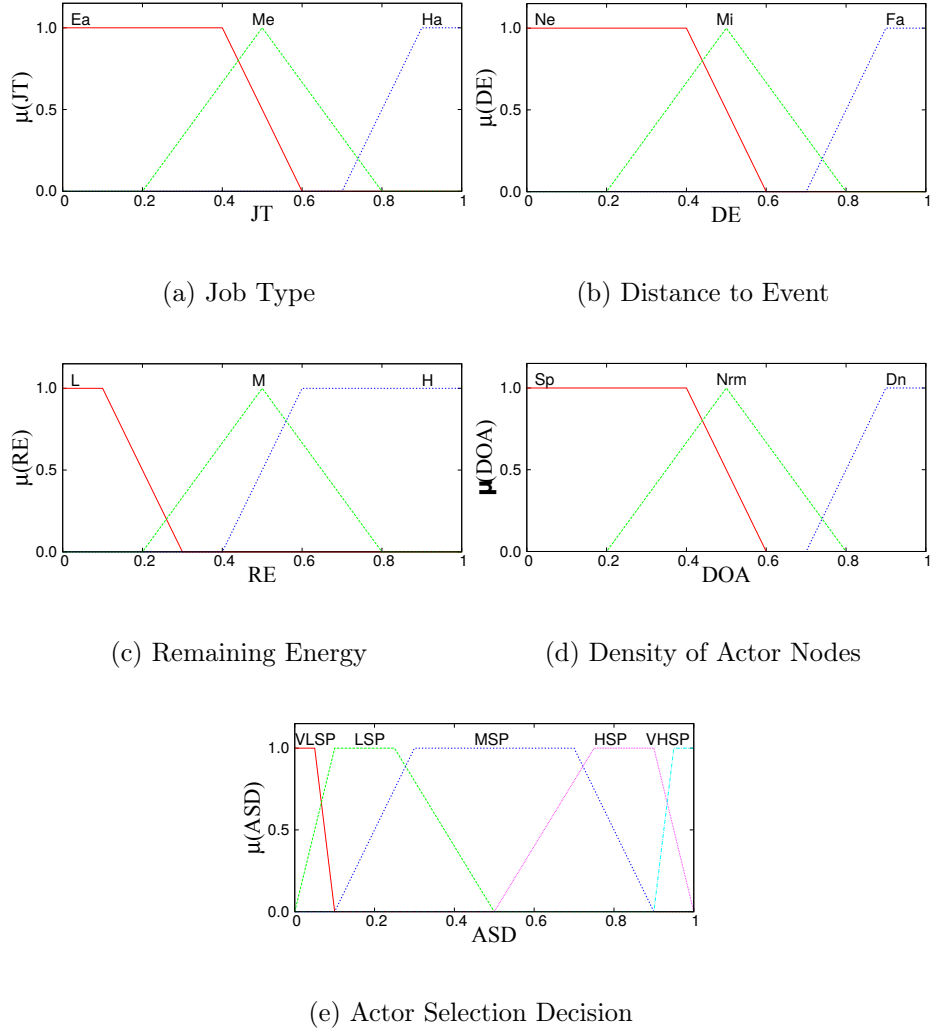 Ea Me Ha
1.0
0.5
0.0
μ(JT)
0 0.2 0.4 0.6 0.8 1
JT
(a) Job Type
Ne Mi Fa
1.0
0.5
0.0
μ(DE)
0 0.2 0.4 0.6 0.8 1
DE
(b) Distance to Event
L M H
1.0
0.5
0.0
μ(RE)
0 0.2 0.4 0.6 0.8 1
RE
(c) Remaining Energy
Sp Nrm Dn
1.0
0.5
0.0
μ(DOA)
0 0.2 0.4 0.6 0.8 1
DOA
(d) Density of Actor Nodes
VLSP LSP MSP HSP VHSP
1.0
0.5
0.0
μ(ASD)
0 0.2 0.4 0.6 0.8 1
ASD
(e) Actor Selection Decision